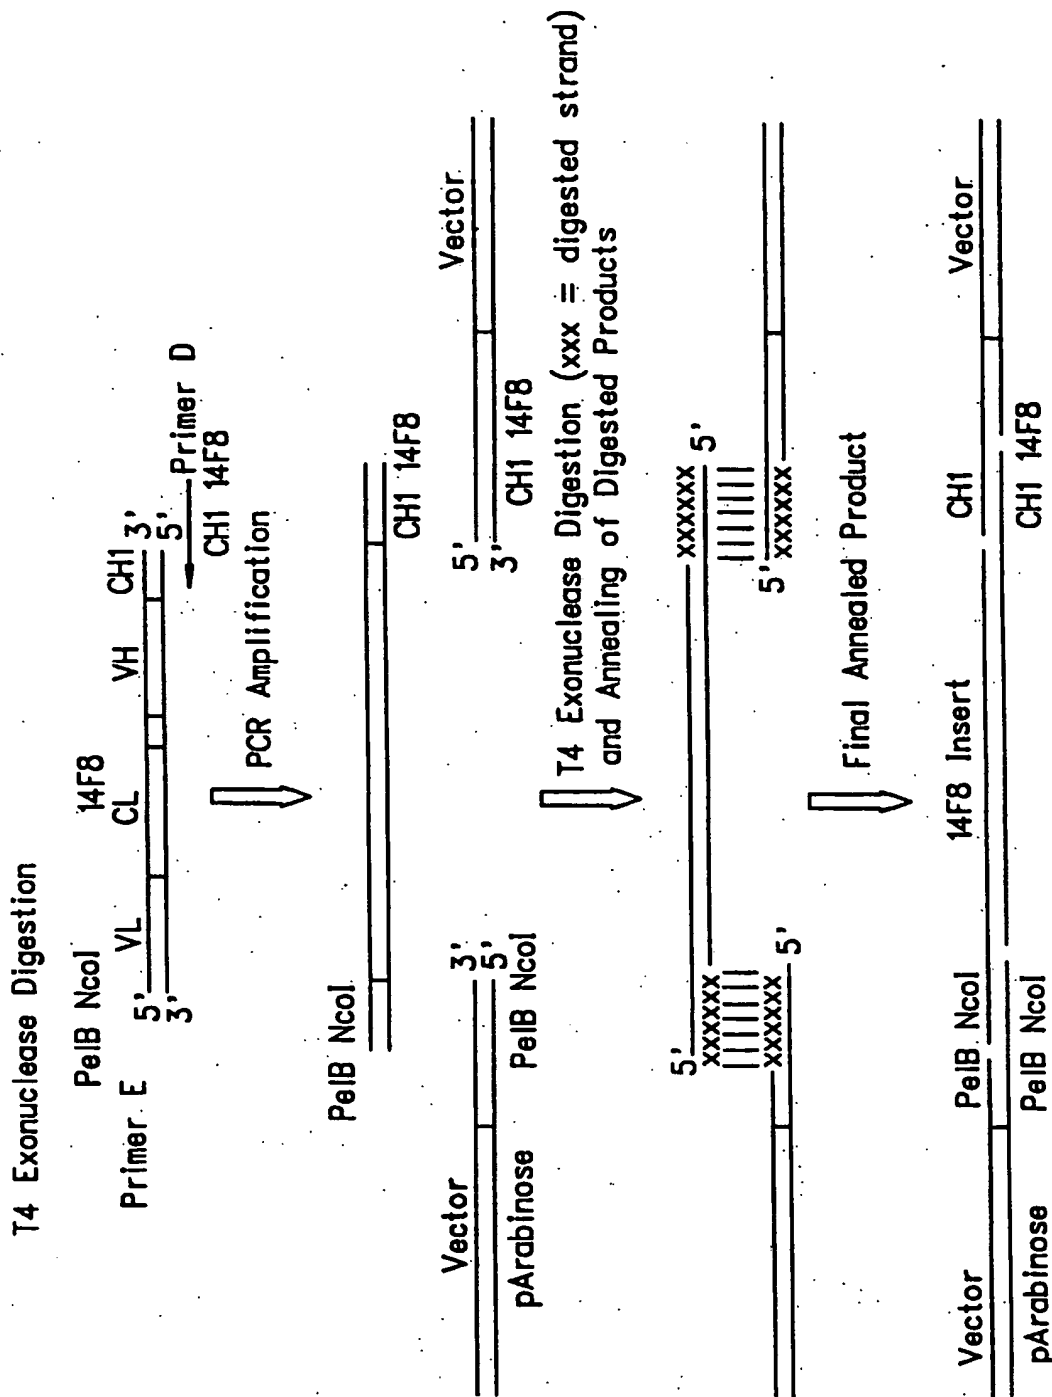 T4 Exonuclease Digestion
PelB NcoI
14F8
Primer E
VL
CL
VH
CH1
5'
3'
3'
5'
Primer D
CH1 14F8
PCR Amplification
PelB NcoI
CH1 14F8
Vector
3'
5'
pArabinose
PelB NcoI
5'
3'
Vector
CH1 14F8
T4 Exonuclease Digestion (xxx = digested strand)
and Annealing of Digested Products
5'
xxxxxx
xxxxxx
5'
xxxxxx
5'
5'
xxxxxx
Final Annealed Product
Vector
PelB NcoI
14F8 Insert
CH1
Vector
pArabinose
PelB NcoI
CH1 14F8